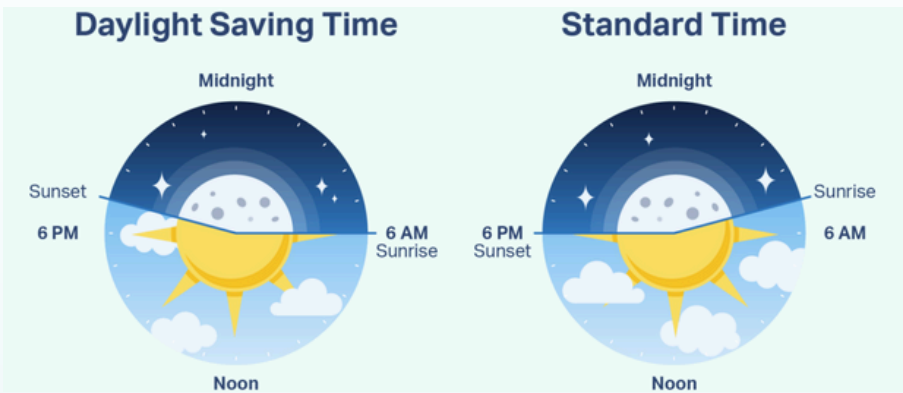 Daylight Saving Time
Midnight
Sunset
6 PM
6 AM
Sunrise
Noon
Standard Time
Midnight
Sunrise
6 PM
Sunset
6 AM
Noon